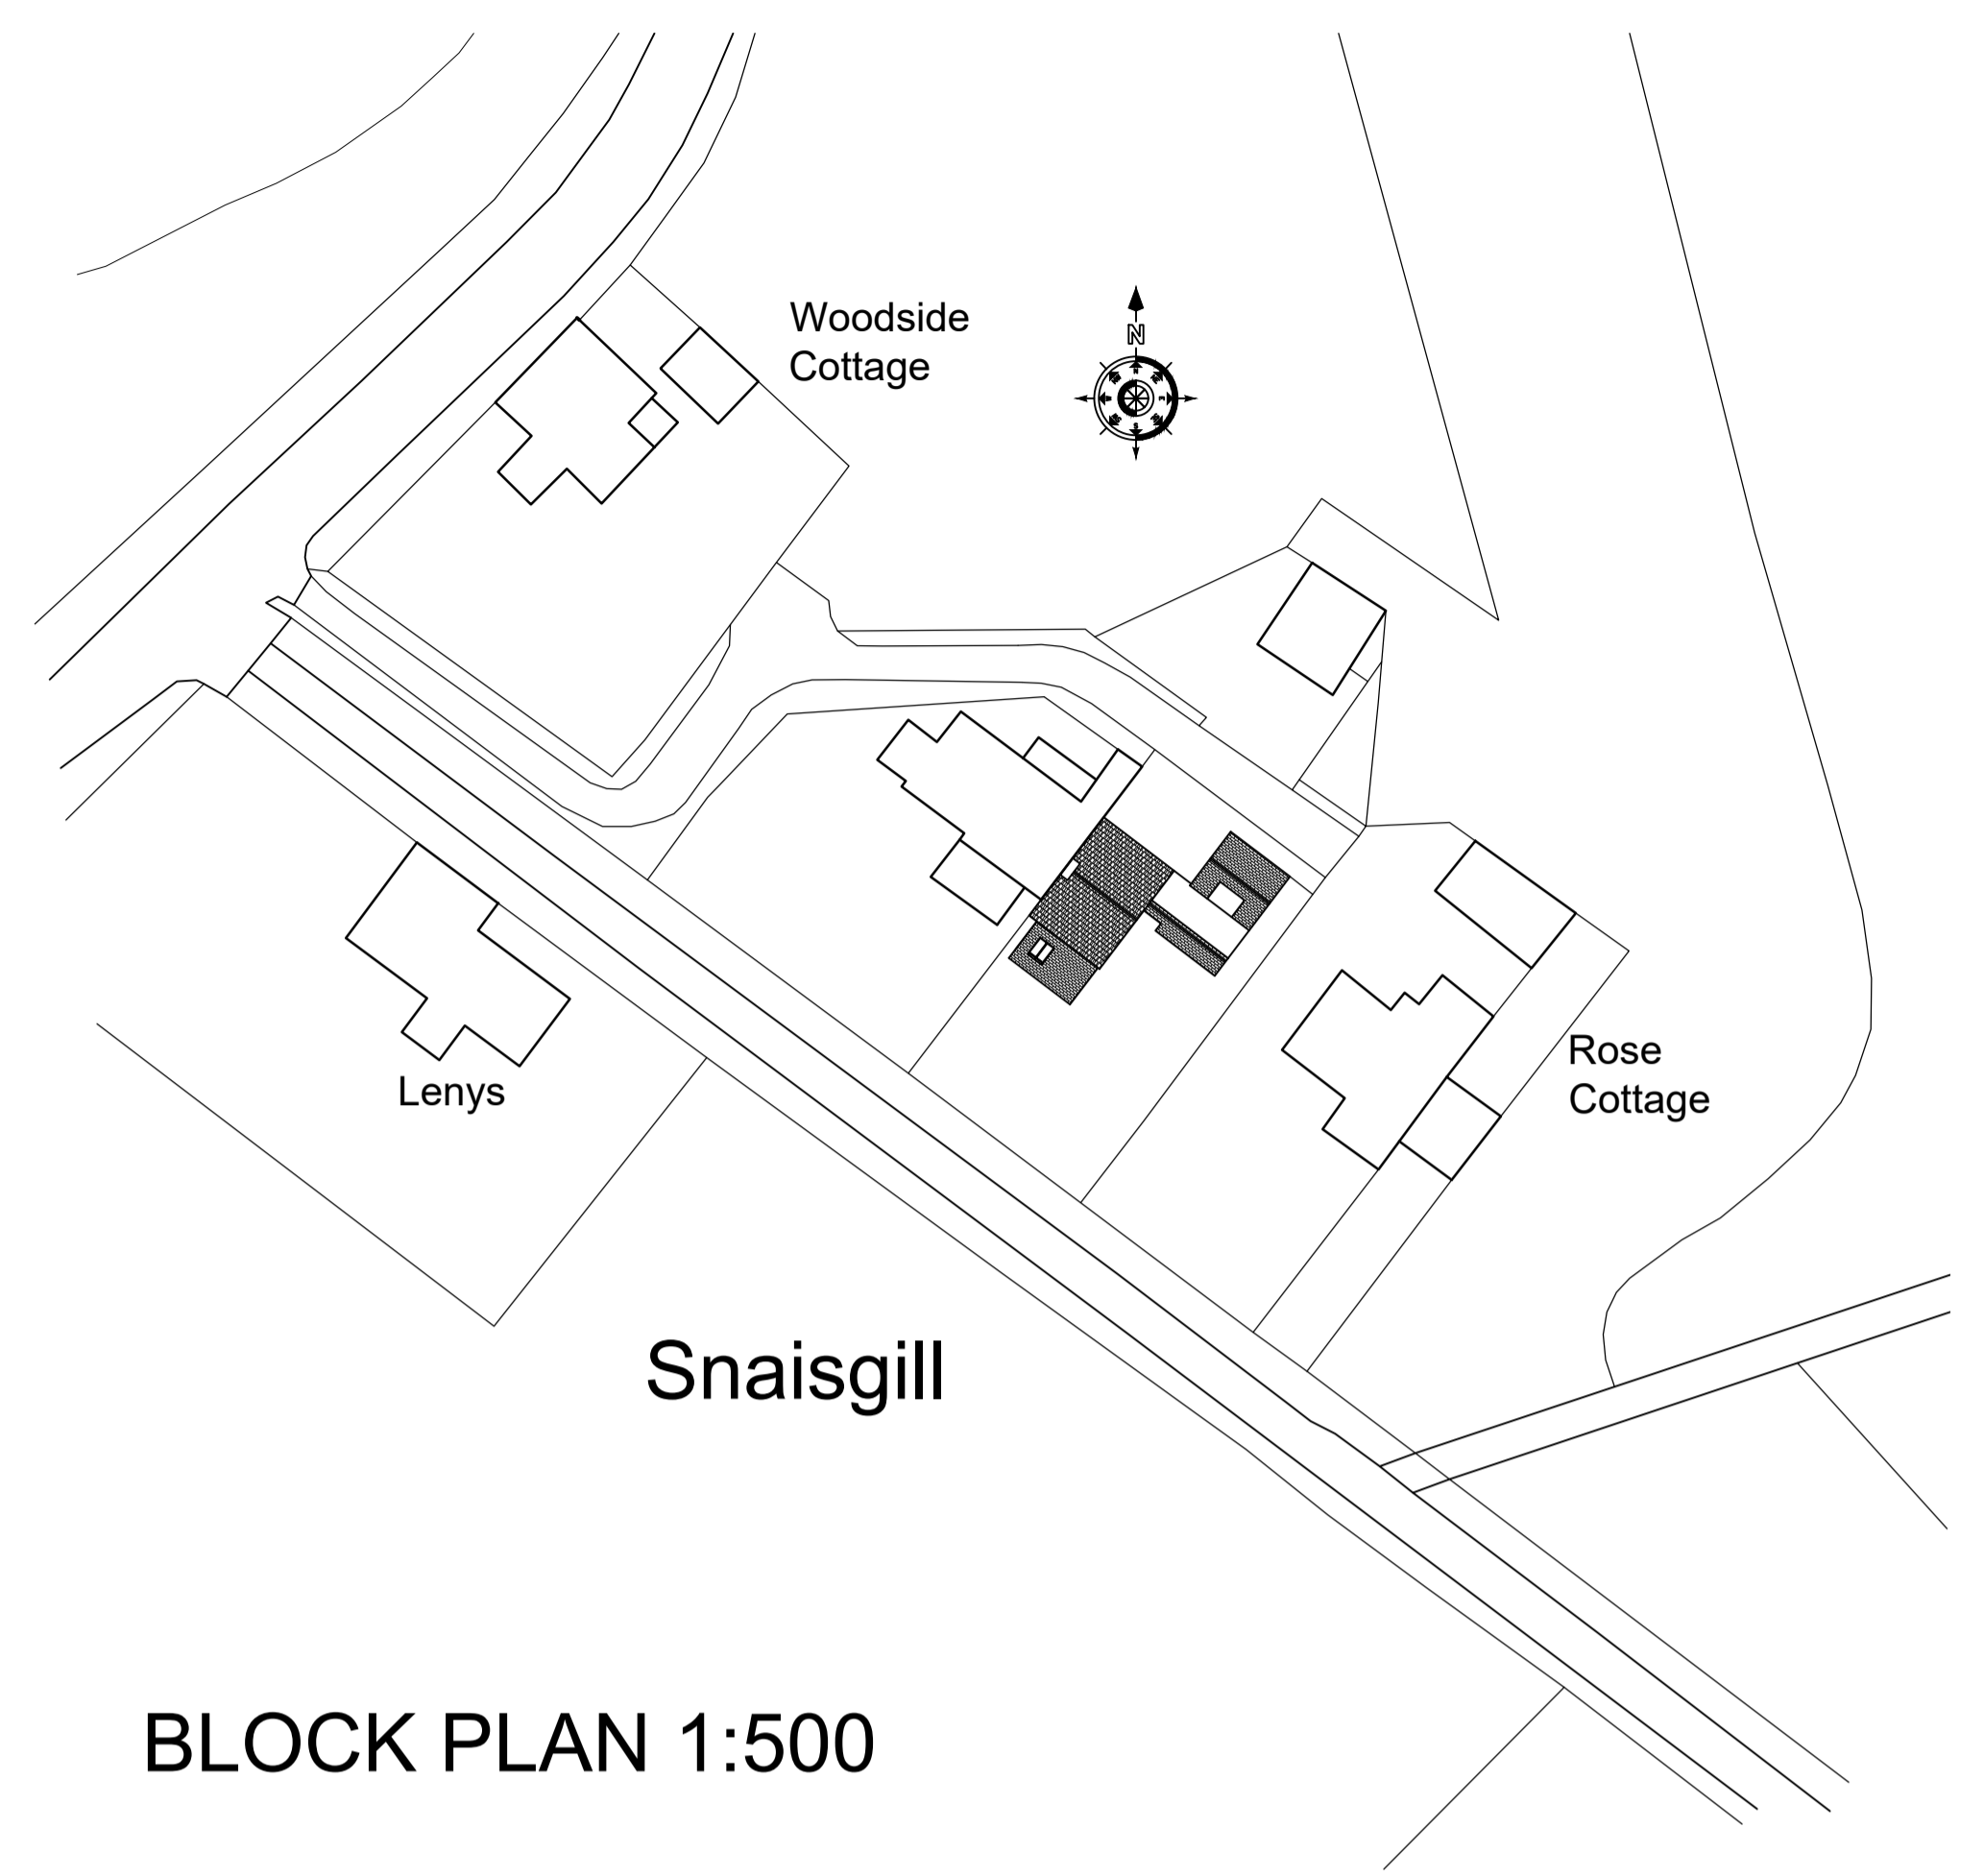 Woodside
Cottage
N
Rose
Cottage
Lenys
Snaisgill
BLOCK PLAN 1:500